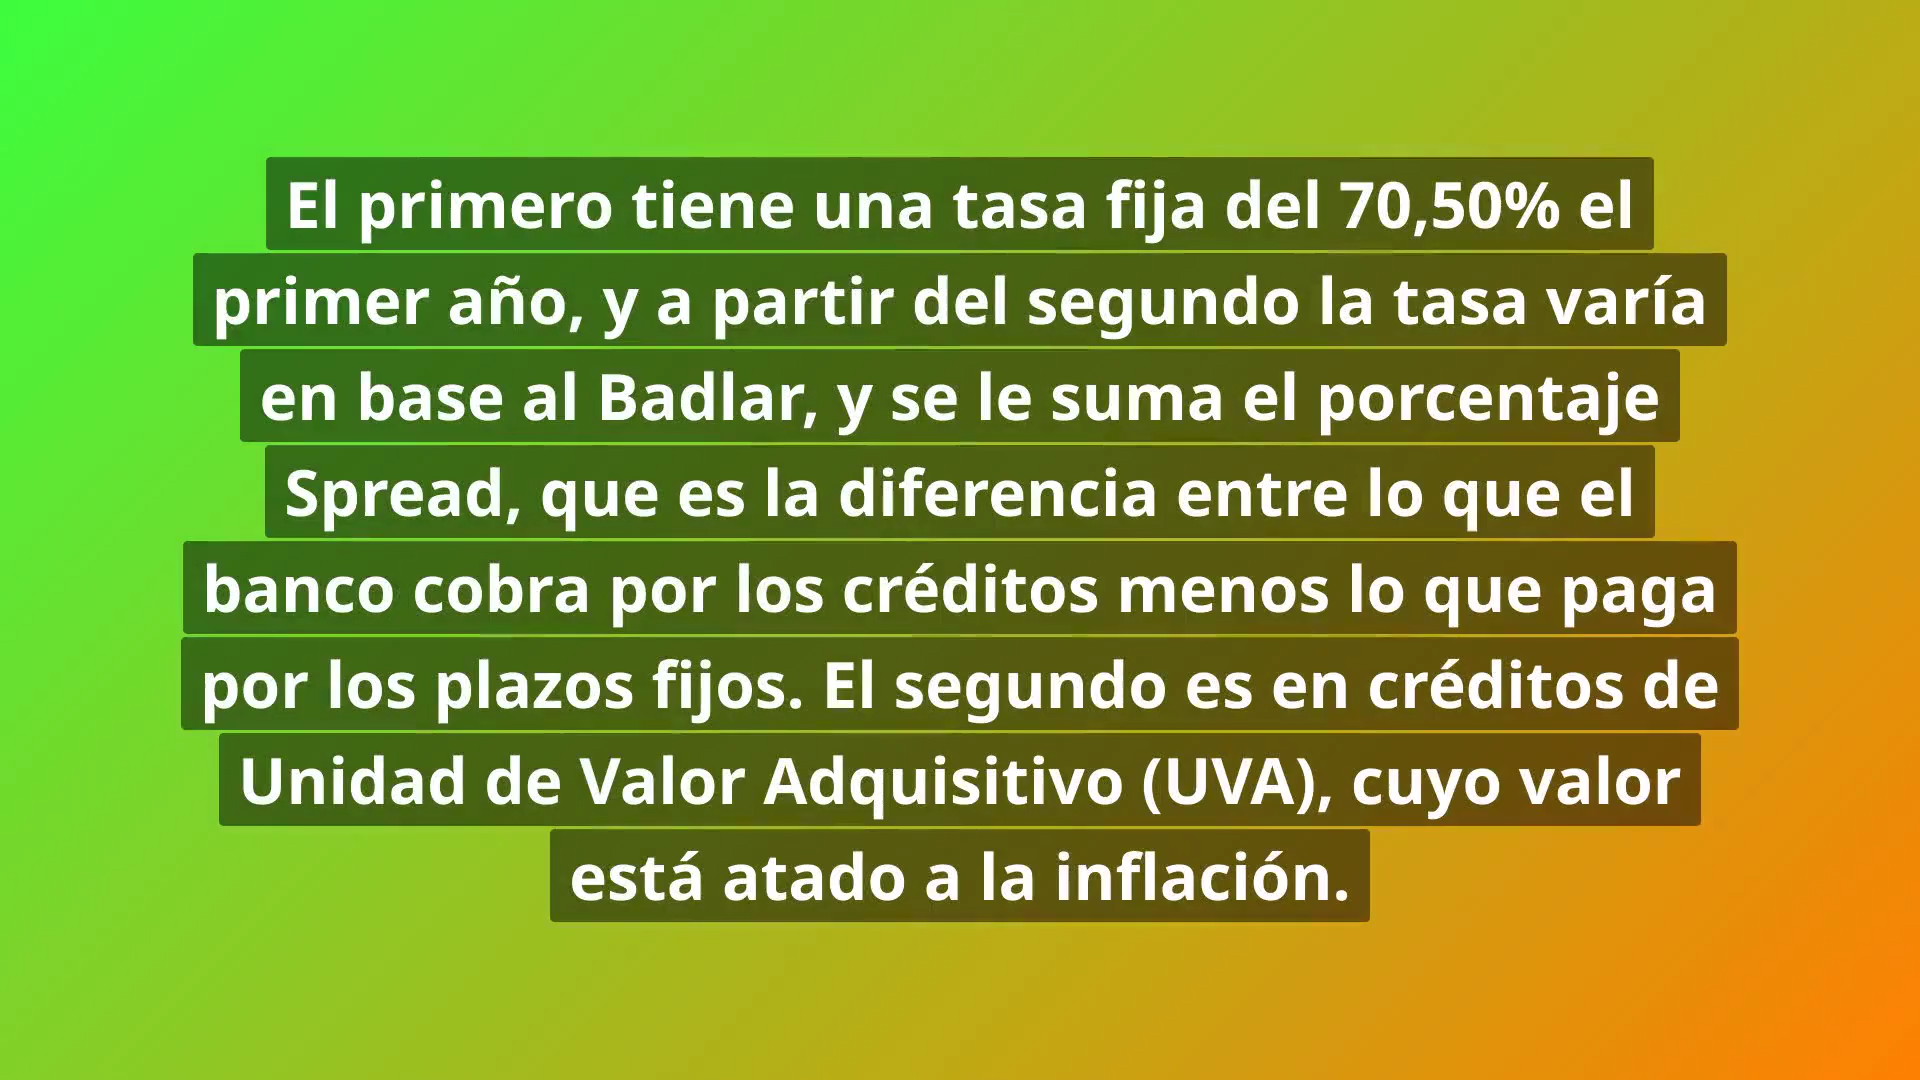 El primero tiene una tasa fija del 70,50% el
primer año, y a partir del segundo la tasa varía
en base al Badlar, y se le suma el porcentaje
Spread, que es la diferencia entre lo que el
banco cobra por los créditos menos lo que paga
por los plazos fijos. El segundo es en créditos de
Unidad de Valor Adquisitivo (UVA), cuyo valor
está atado a la inflación.